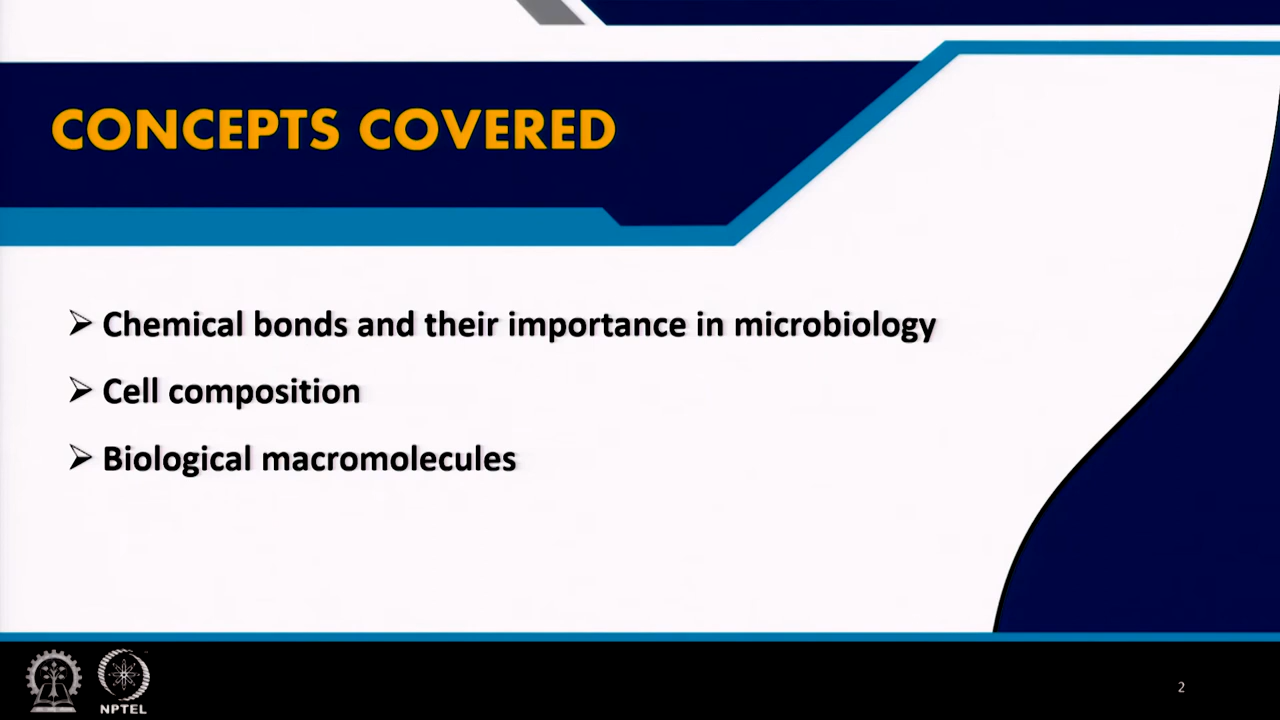 CONCEPTS COVERED
➢ Chemical bonds and their importance in microbiology
➢ Cell composition
➢ Biological macromolecules
NPTEL
2